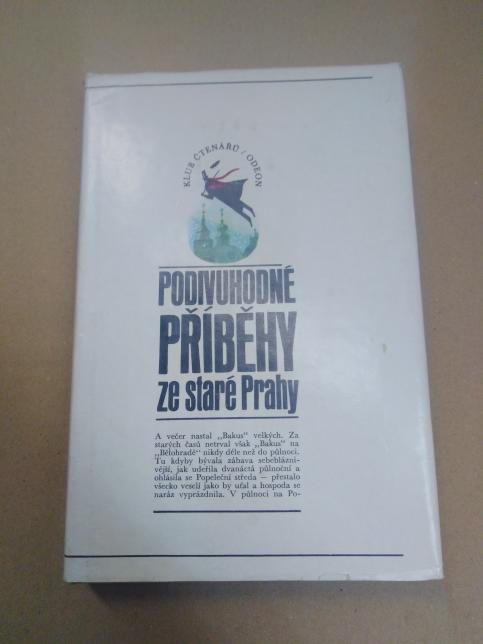 KLUB ČTENÁŘŮ / ODEON
PODIVUHODNÉ
PŘÍBĚHY
ze staré Prahy
A večer nastal „Bakus“ velkých. Za
starých časů netrval však „Bakus“ na
„Bělohradě“ nikdy déle než do půlnoci.
Tu kdyby bývala zábava sebeblázni-
vější, jak udeřila dvanáctá půlnoční a
ohlásila se Popeleční středa — přestalo
všecko veselí jako by uťal a hospoda se
naráz vyprázdnila. V půlnoci na Po-